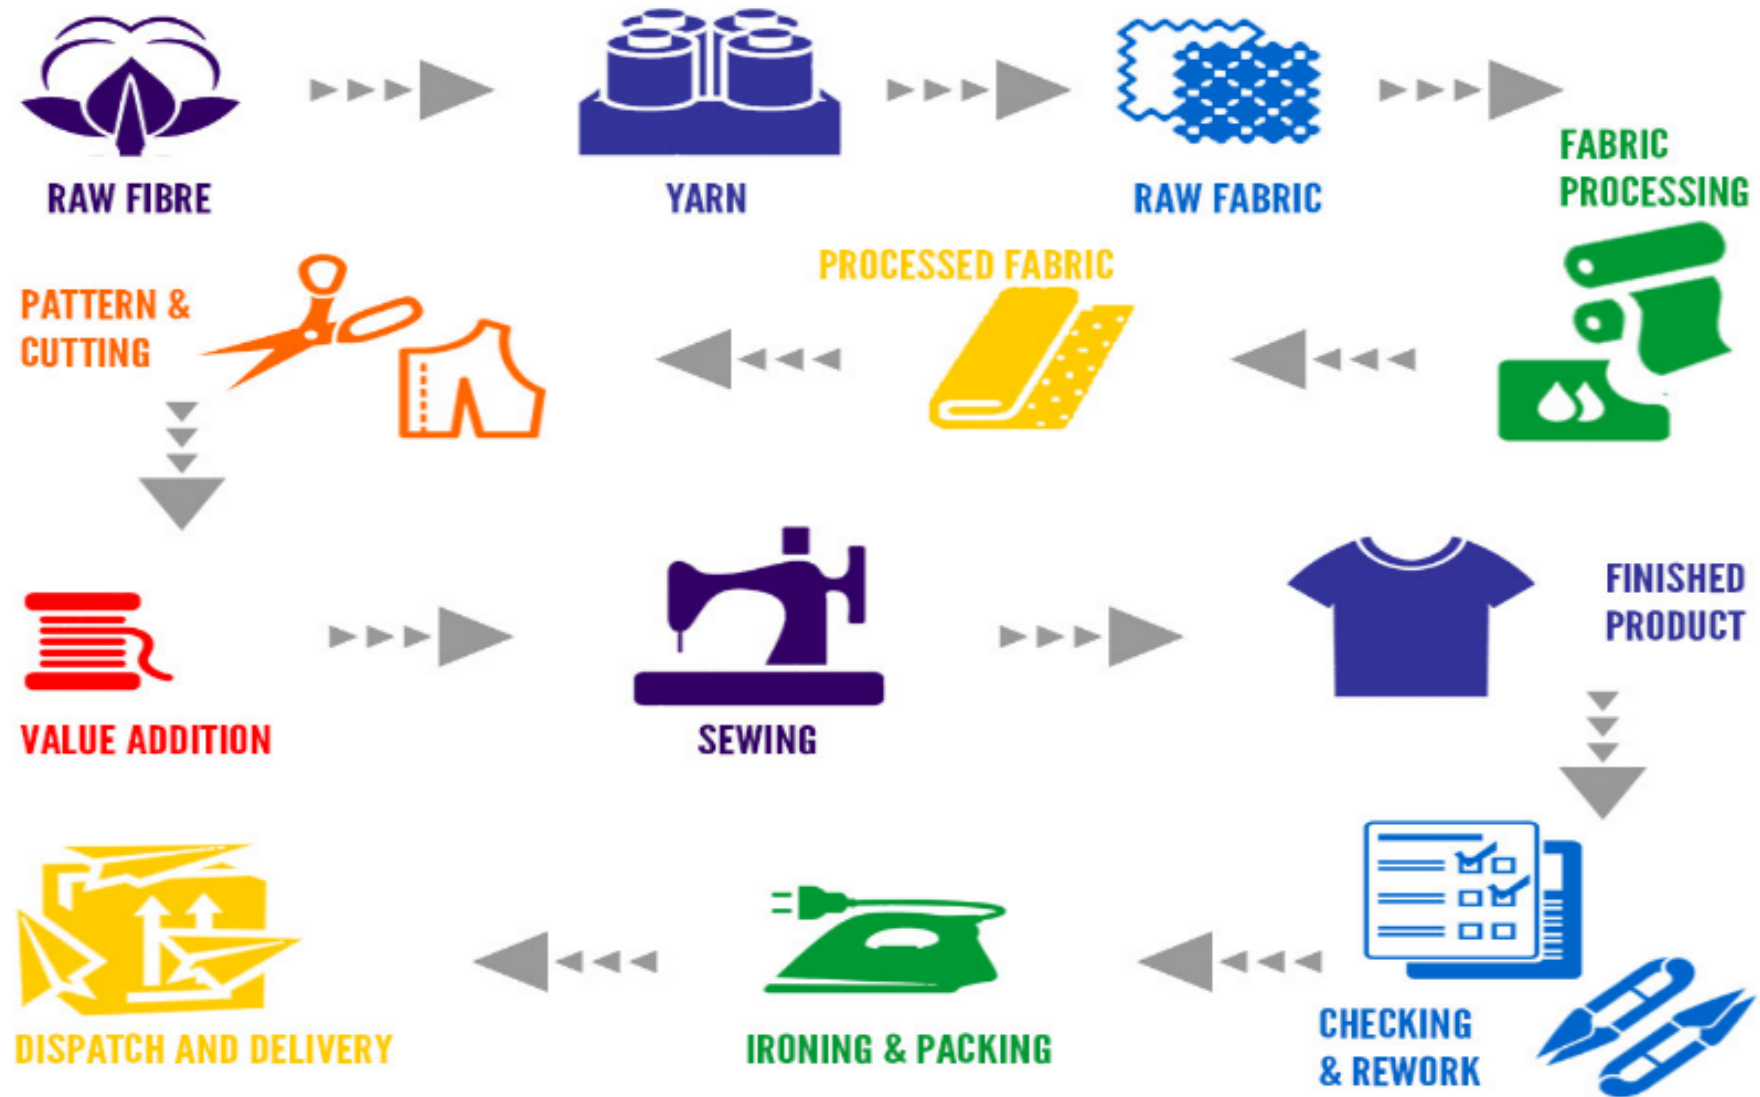 RAW FIBRE
YARN
RAW FABRIC
FABRIC
PROCESSING
PROCESSED FABRIC
PATTERN &
CUTTING
VALUE ADDITION
SEWING
FINISHED
PRODUCT
CHECKING
& REWORK
IRONING & PACKING
DISPATCH AND DELIVERY